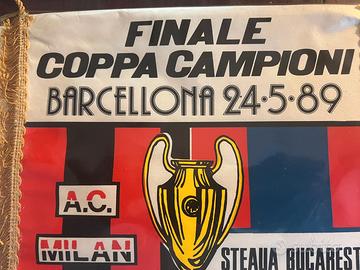 FINALE
COPPA CAMPIONI
BARCELLONA 24·5·89
A.C.
MILAN
STEAUA BUCAREST